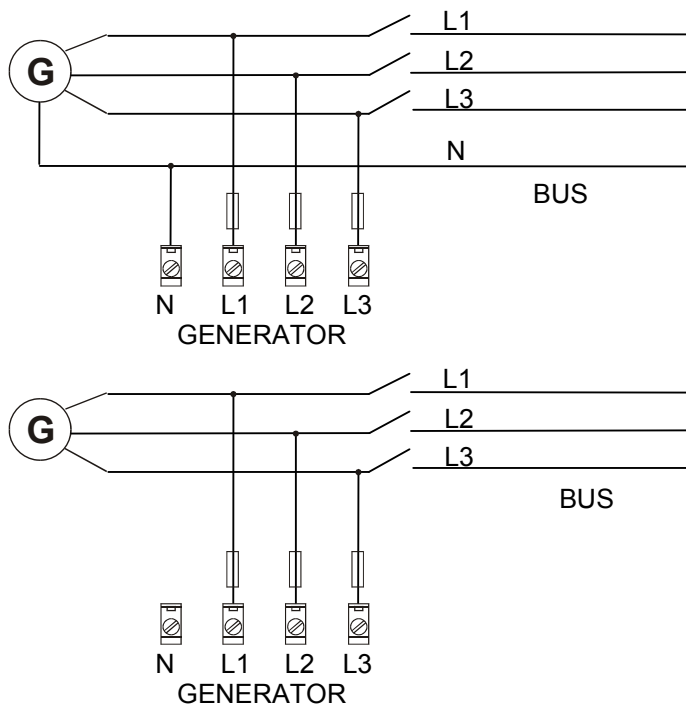 L1
G
L2
L3
N
BUS
N L1 L2 L3
GENERATOR
L1
G
L2
L3
BUS
N L1 L2 L3
GENERATOR